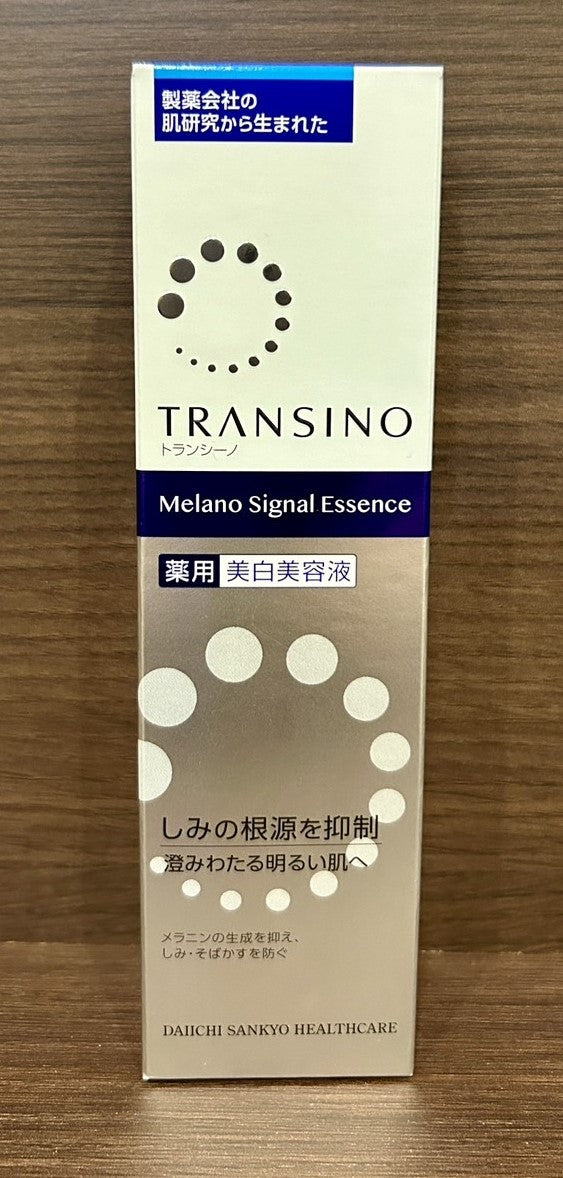 製薬会社の
肌研究から生まれた
TRANSINO
トランシーノ
Melano Signal Essence
薬用 美白美容液
しみの根源を抑制
澄みわたる明るい肌へ
メラニンの生成を抑え、
しみ・そばかすを防ぐ
DAIICHI SANKYO HEALTHCARE